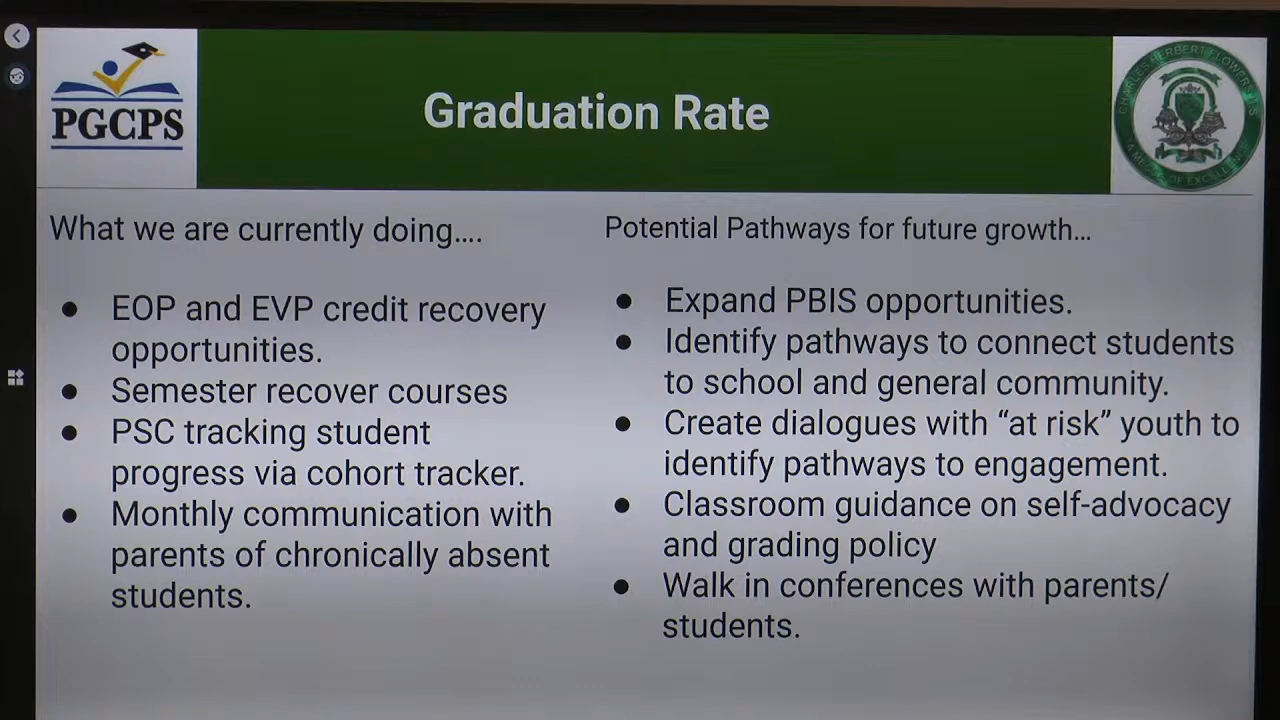 PGCPS
Graduation Rate
CHARLES HERBERT FLOWERS H.S
What we are currently doing....
● EOP and EVP credit recovery
opportunities.
● Semester recover courses
● PSC tracking student
progress via cohort tracker.
● Monthly communication with
parents of chronically absent
students.
Potential Pathways for future growth...
● Expand PBIS opportunities.
● Identify pathways to connect students
to school and general community.
● Create dialogues with “at risk” youth to
identify pathways to engagement.
● Classroom guidance on self-advocacy
and grading policy
● Walk in conferences with parents/
students.